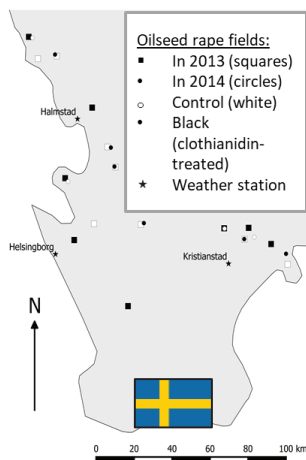 Oilseed rape fields:
In 2013 (squares)
In 2014 (circles)
Control (white)
Black
(clothianidin-
treated)
Weather station
Halmstad
Helsingborg
Kristianstad
N
0 20 40 60 80 100 km